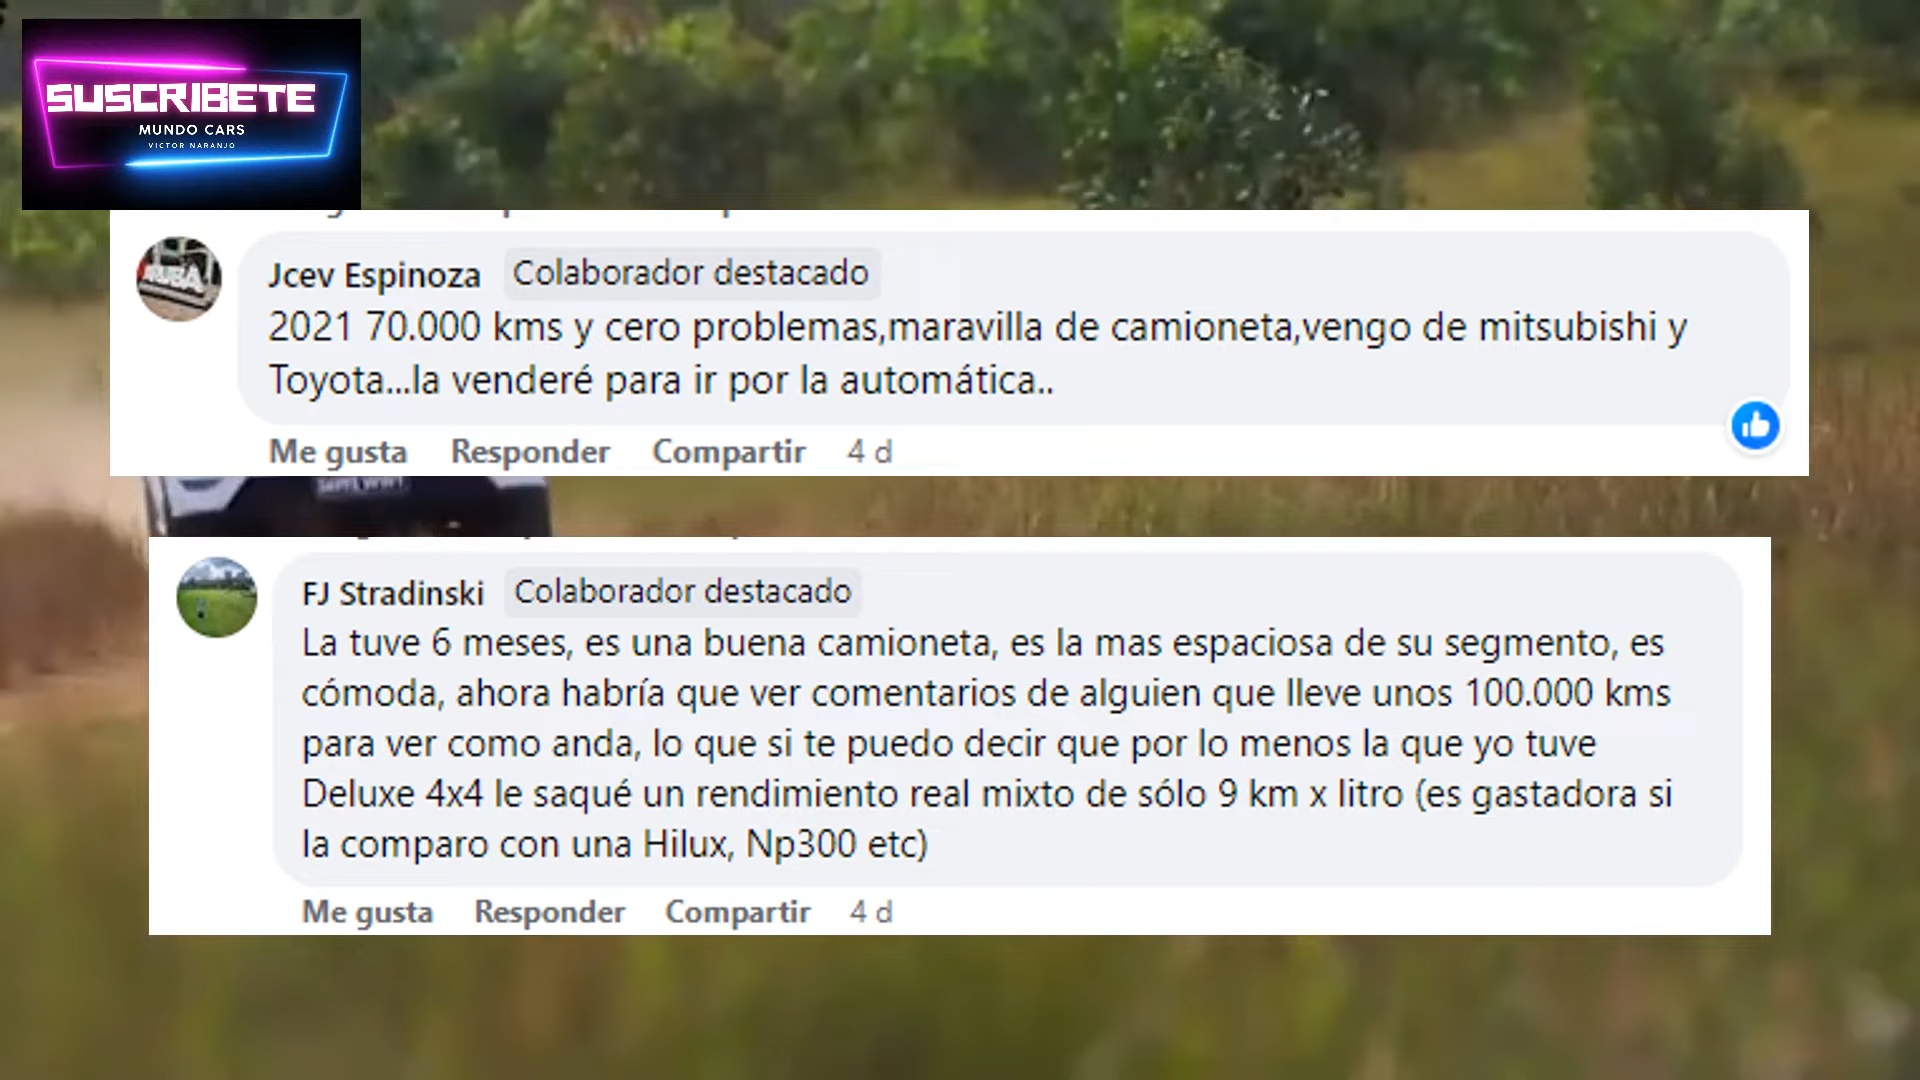 SUSCRIBETE
MUNDO CARS
VICTOR NARANJO
Jcev Espinoza Colaborador destacado
2021 70.000 kms y cero problemas,maravilla de camioneta,vengo de mitsubishi y
Toyota...la venderé para ir por la automática..
Me gusta Responder Compartir 4 d
FJ Stradinski Colaborador destacado
La tuve 6 meses, es una buena camioneta, es la mas espaciosa de su segmento, es
cómoda, ahora habría que ver comentarios de alguien que lleve unos 100.000 kms
para ver como anda, lo que si te puedo decir que por lo menos la que yo tuve
Deluxe 4x4 le saqué un rendimiento real mixto de sólo 9 km x litro (es gastadora si
la comparo con una Hilux, Np300 etc)
Me gusta Responder Compartir 4 d